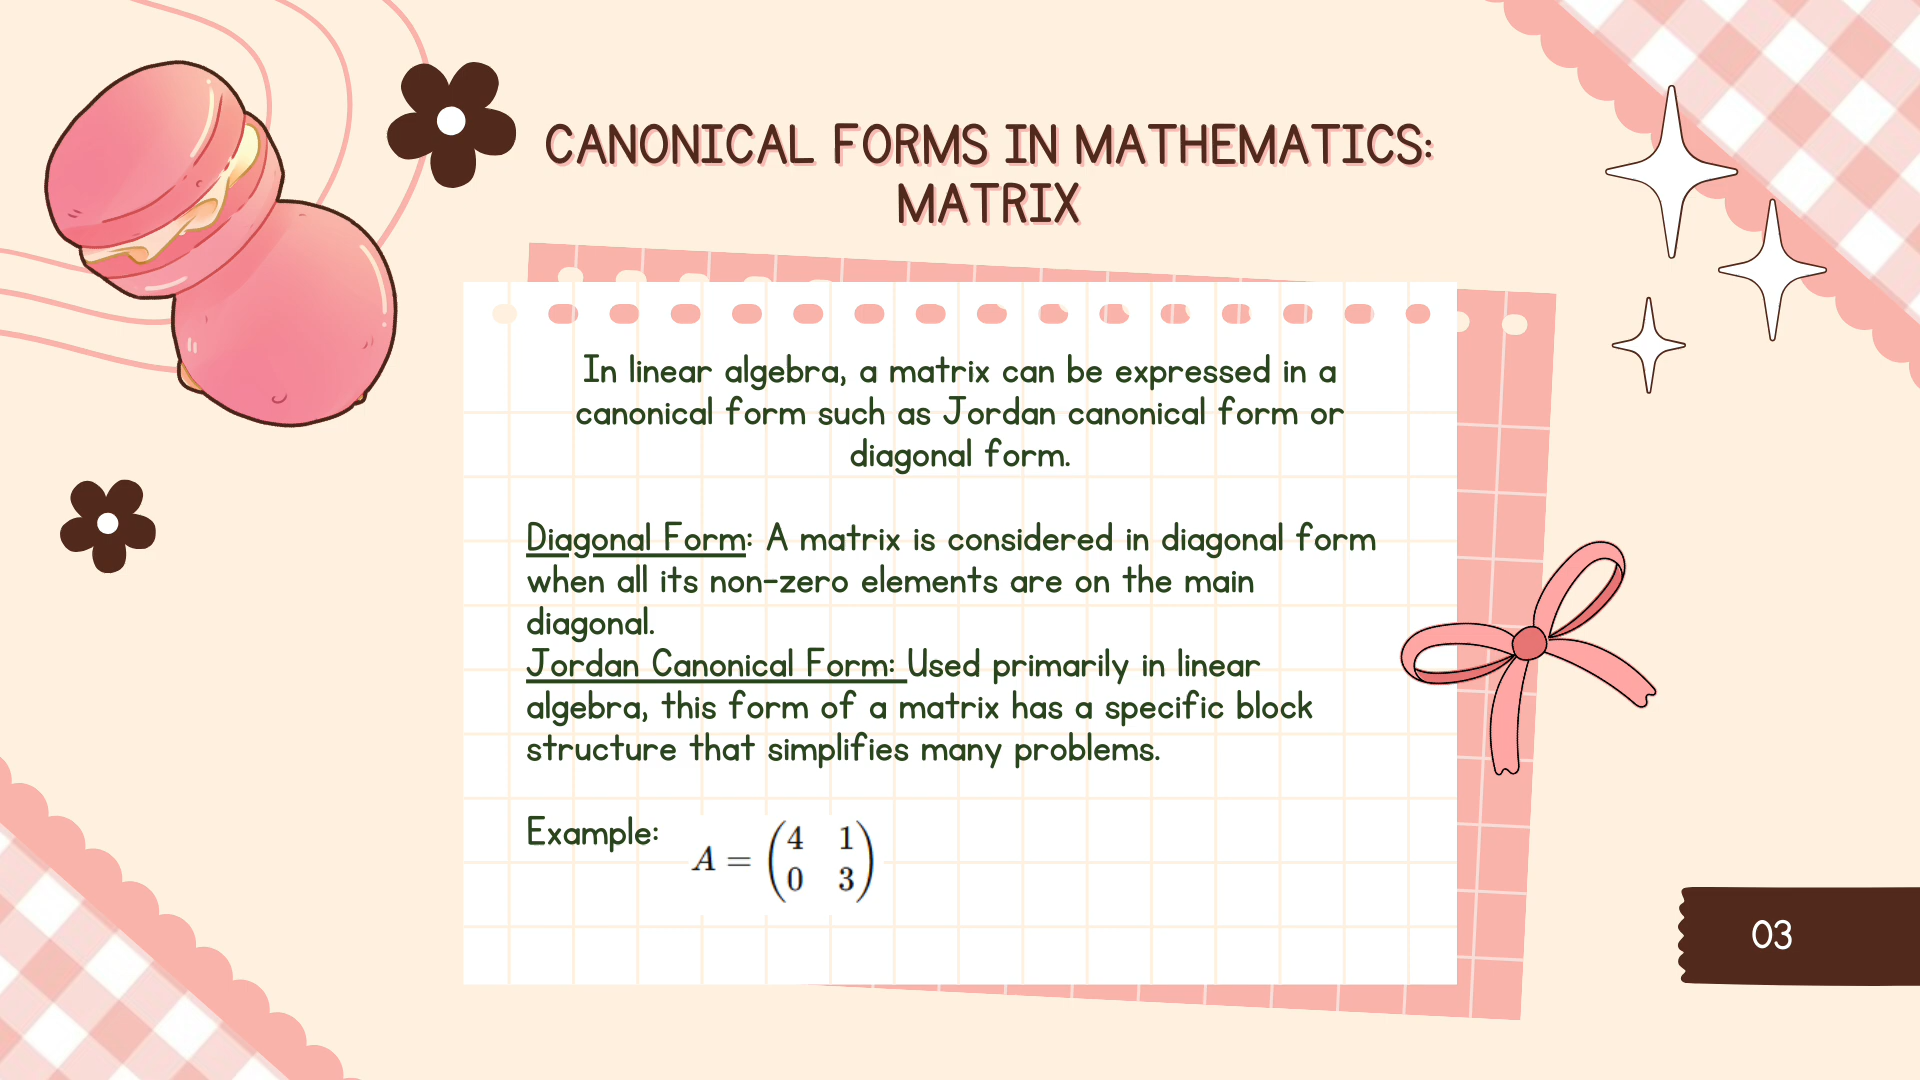 CANONICAL FORMS IN MATHEMATICS:
MATRIX
In linear algebra, a matrix can be expressed in a
canonical form such as Jordan canonical form or
diagonal form.
Diagonal Form: A matrix is considered in diagonal form
when all its non-zero elements are on the main
diagonal.
Jordan Canonical Form: Used primarily in linear
algebra, this form of a matrix has a specific block
structure that simplifies many problems.
Example:
A = (4 1
0 3)
03